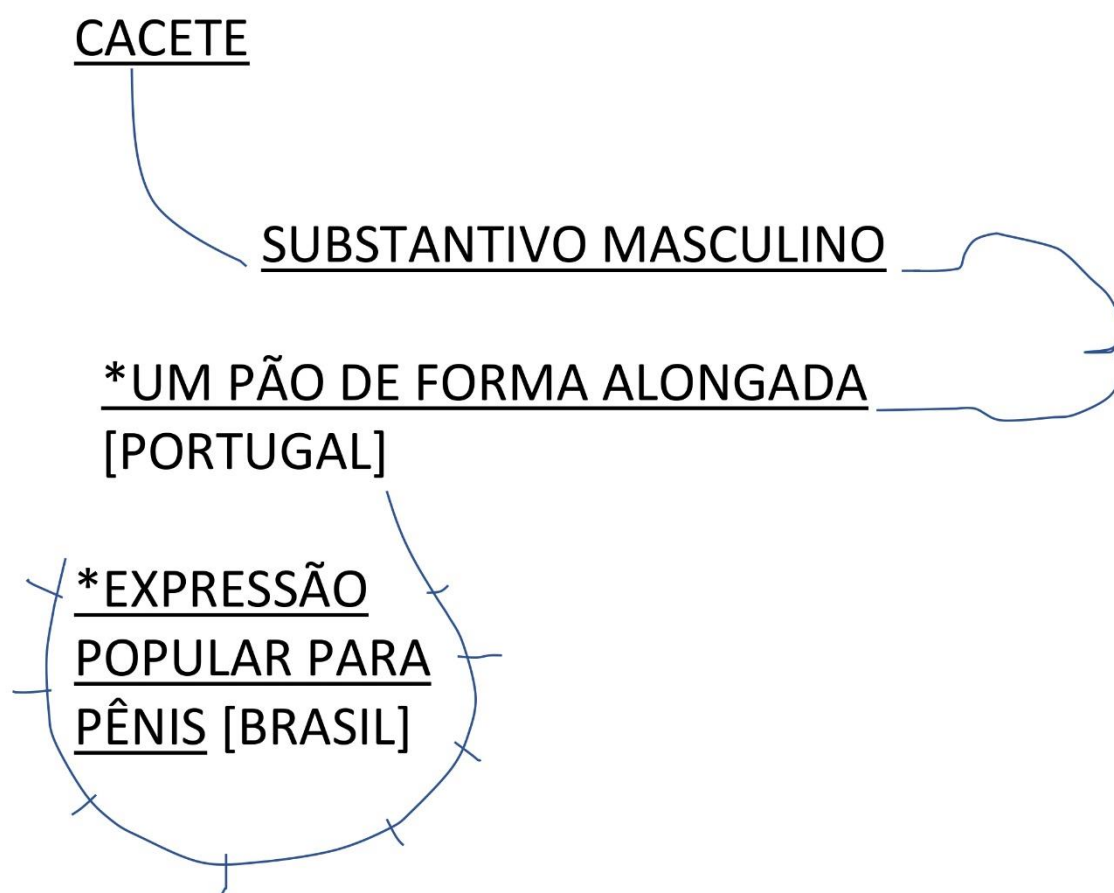 CACETE
SUBSTANTIVO MASCULINO
*UM PÃO DE FORMA ALONGADA
[PORTUGAL]
*EXPRESSÃO
POPULAR PARA
PÊNIS [BRASIL]